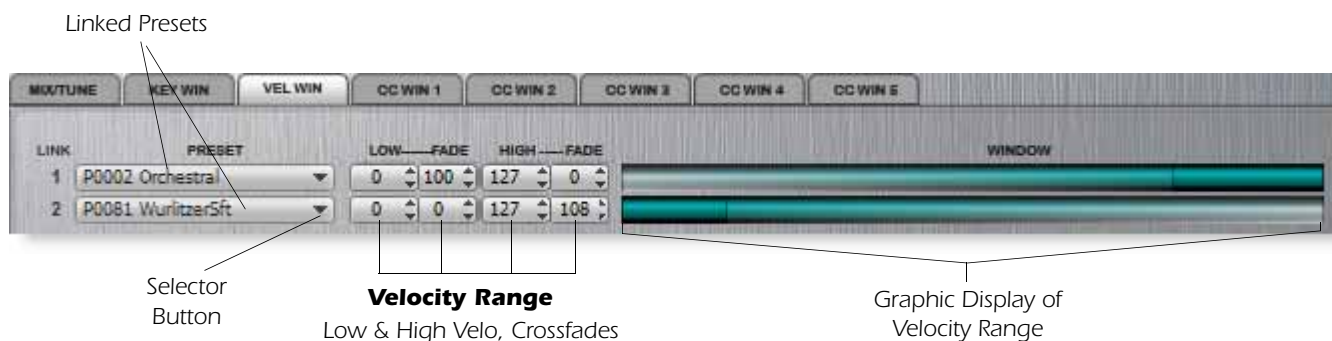 Linked Presets
MIX/TUNE KEY WIN VEL WIN CC WIN 1 CC WIN 2 CC WIN 3 CC WIN 4 CC WIN 5
LINK PRESET LOW FADE HIGH FADE WINDOW
1 P0002 Orchestral 0 100 127 0
2 P0081 WurlitzerSft 0 0 127 108
Selector
Button
Velocity Range
Low & High Velo, Crossfades
Graphic Display of
Velocity Range